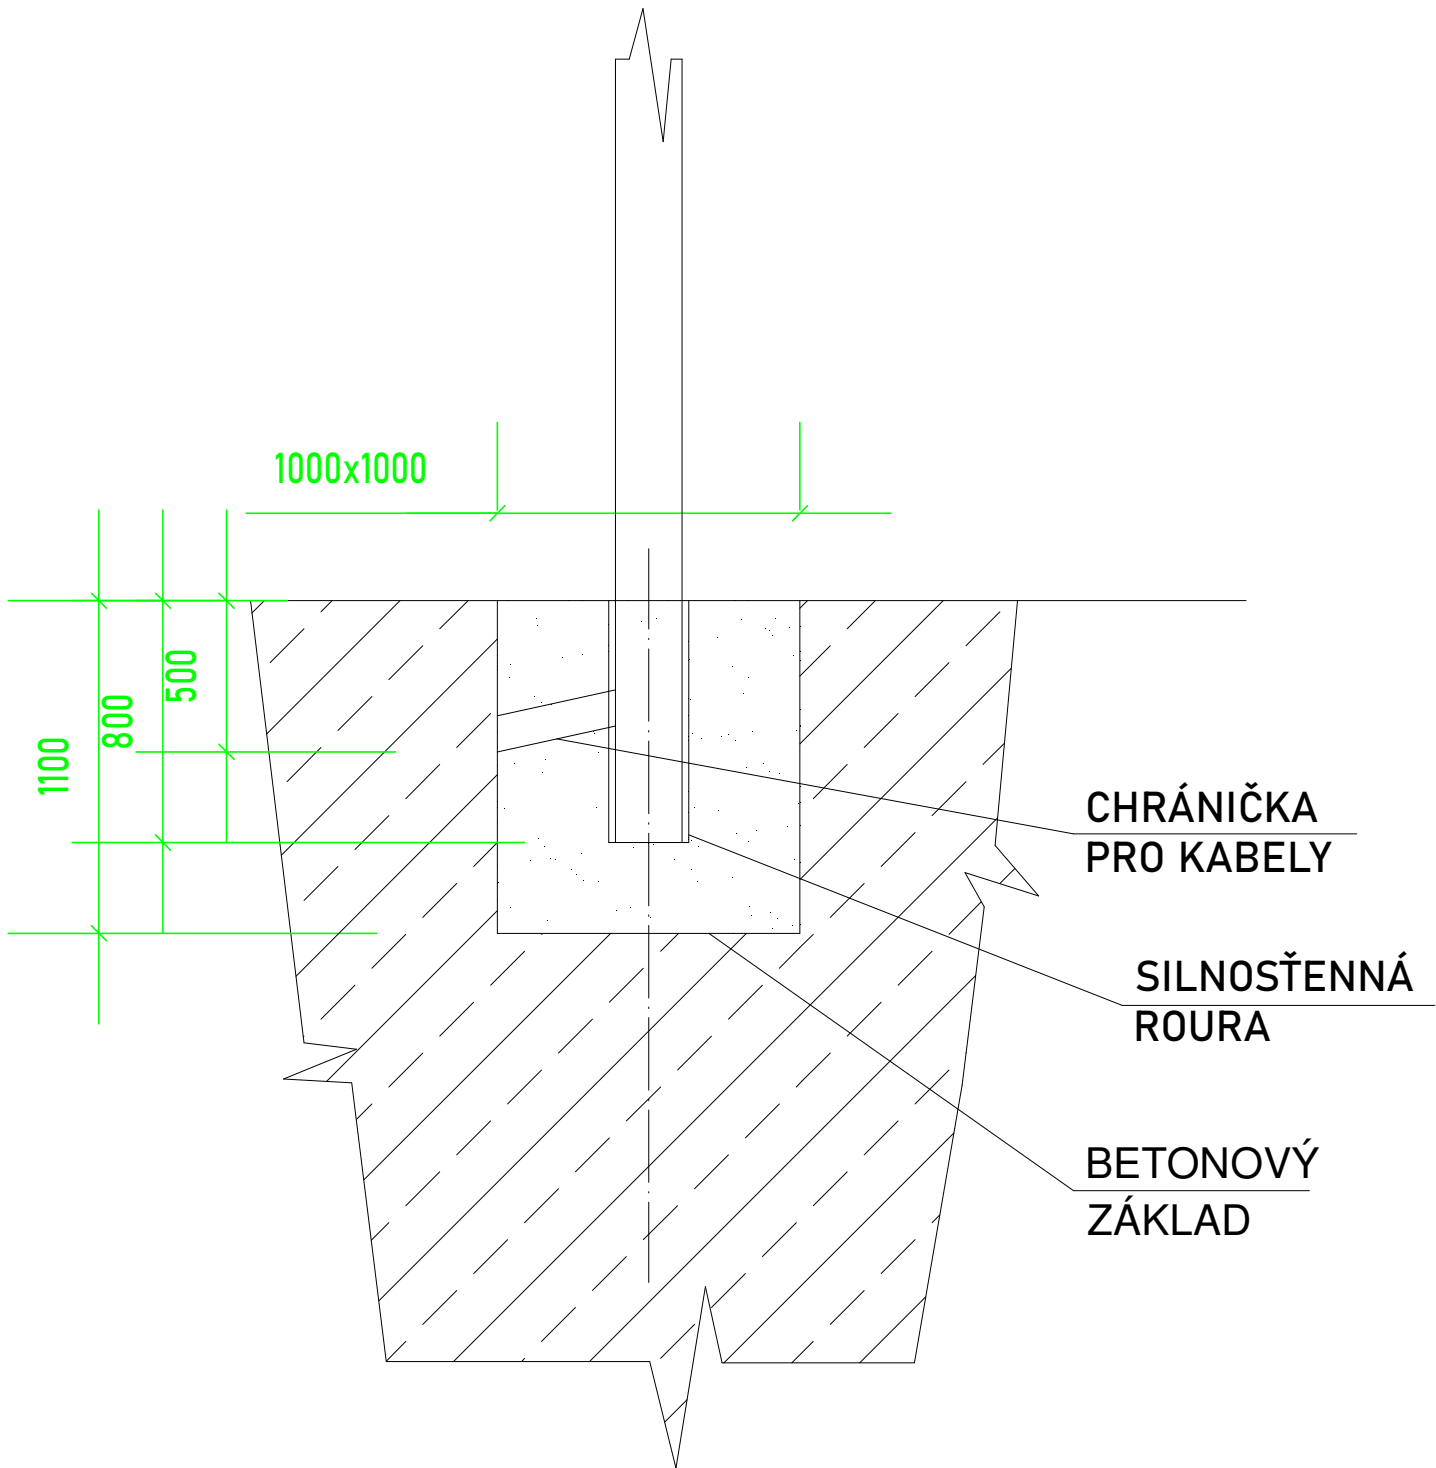 1000x1000
500
800
1100
CHRÁNIČKA
PRO KABELY
SILNOSŤENNÁ
ROURA
BETONOVÝ
ZÁKLAD